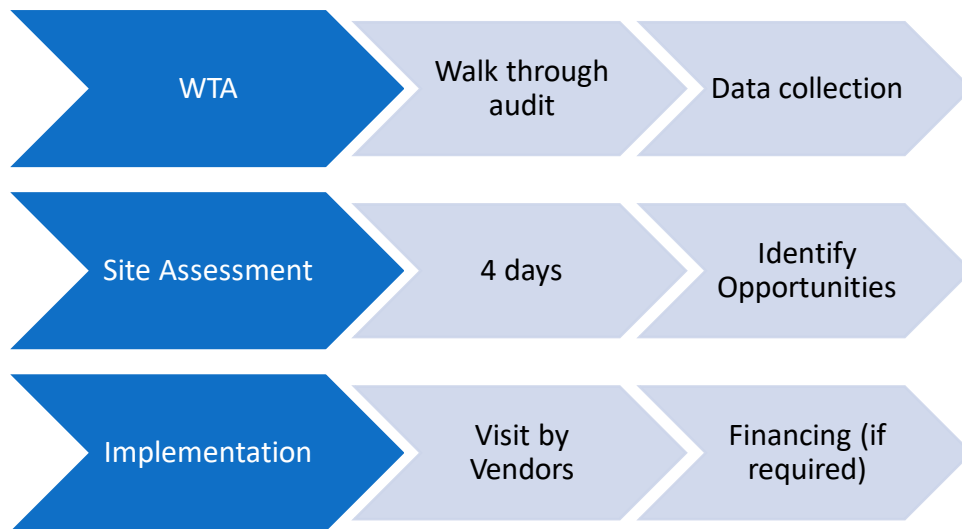 WTA
Walk through
audit
Data collection
Site Assessment
4 days
Identify
Opportunities
Implementation
Visit by
Vendors
Financing (if
required)